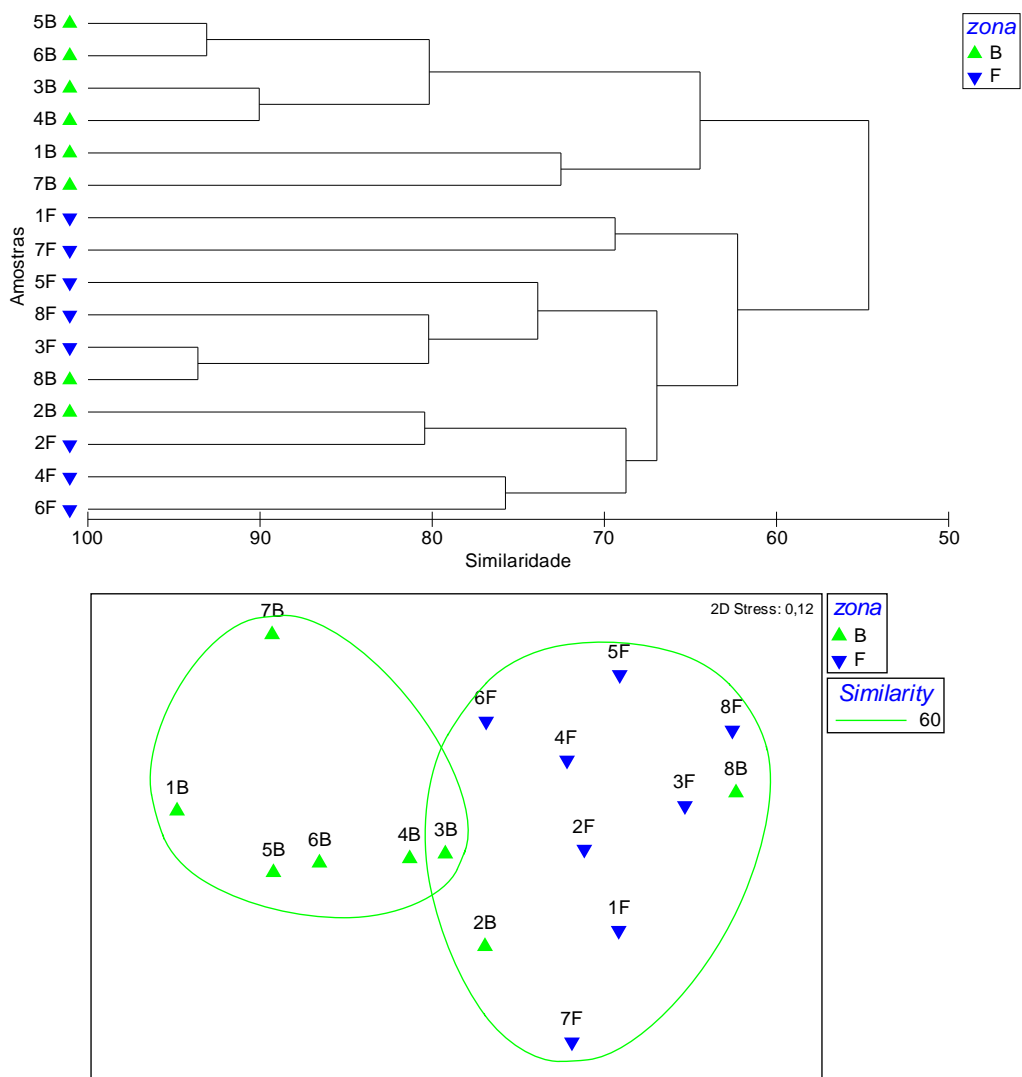 5B
6B
3B
4B
1B
7B
1F
7F
5F
8F
3F
8B
2B
2F
4F
6F
Amostras
100 90 80 70 60 50
Similaridade
zona
B
F
2D Stress: 0,12
7B
5F
6F
8F
4F
8B
1B
3F
3B
4B
2F
6B
5B
1F
2B
7F
zona
B
F
Similarity
60